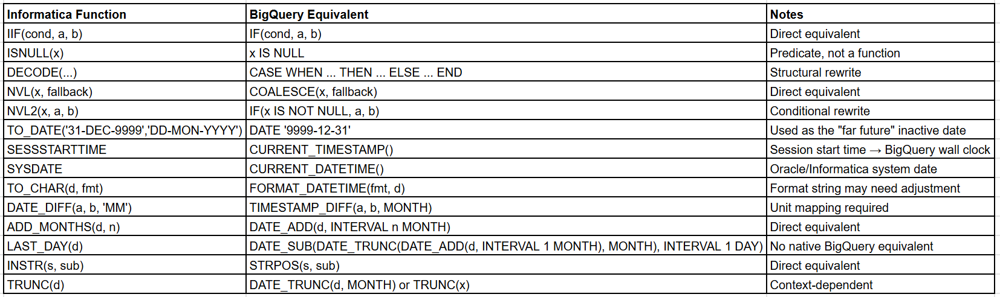 Informatica Function BigQuery Equivalent Notes
IIF(cond, a, b) IF(cond, a, b) Direct equivalent
ISNULL(x) x IS NULL Predicate, not a function
DECODE(...) CASE WHEN ... THEN ... ELSE ... END Structural rewrite
NVL(x, fallback) COALESCE(x, fallback) Direct equivalent
NVL2(x, a, b) IF(x IS NOT NULL, a, b) Conditional rewrite
TO_DATE('31-DEC-9999','DD-MON-YYYY') DATE '9999-12-31' Used as the "far future" inactive date
SESSSTARTTIME CURRENT_TIMESTAMP() Session start time → BigQuery wall clock
SYSDATE CURRENT_DATETIME() Oracle/Informatica system date
TO_CHAR(d, fmt) FORMAT_DATETIME(fmt, d) Format string may need adjustment
DATE_DIFF(a, b, 'MM') TIMESTAMP_DIFF(a, b, MONTH) Unit mapping required
ADD_MONTHS(d, n) DATE_ADD(d, INTERVAL n MONTH) Direct equivalent
LAST_DAY(d) DATE_SUB(DATE_TRUNC(DATE_ADD(d, INTERVAL 1 MONTH), MONTH), INTERVAL 1 DAY) No native BigQuery equivalent
INSTR(s, sub) STRPOS(s, sub) Direct equivalent
TRUNC(d) DATE_TRUNC(d, MONTH) or TRUNC(x) Context-dependent